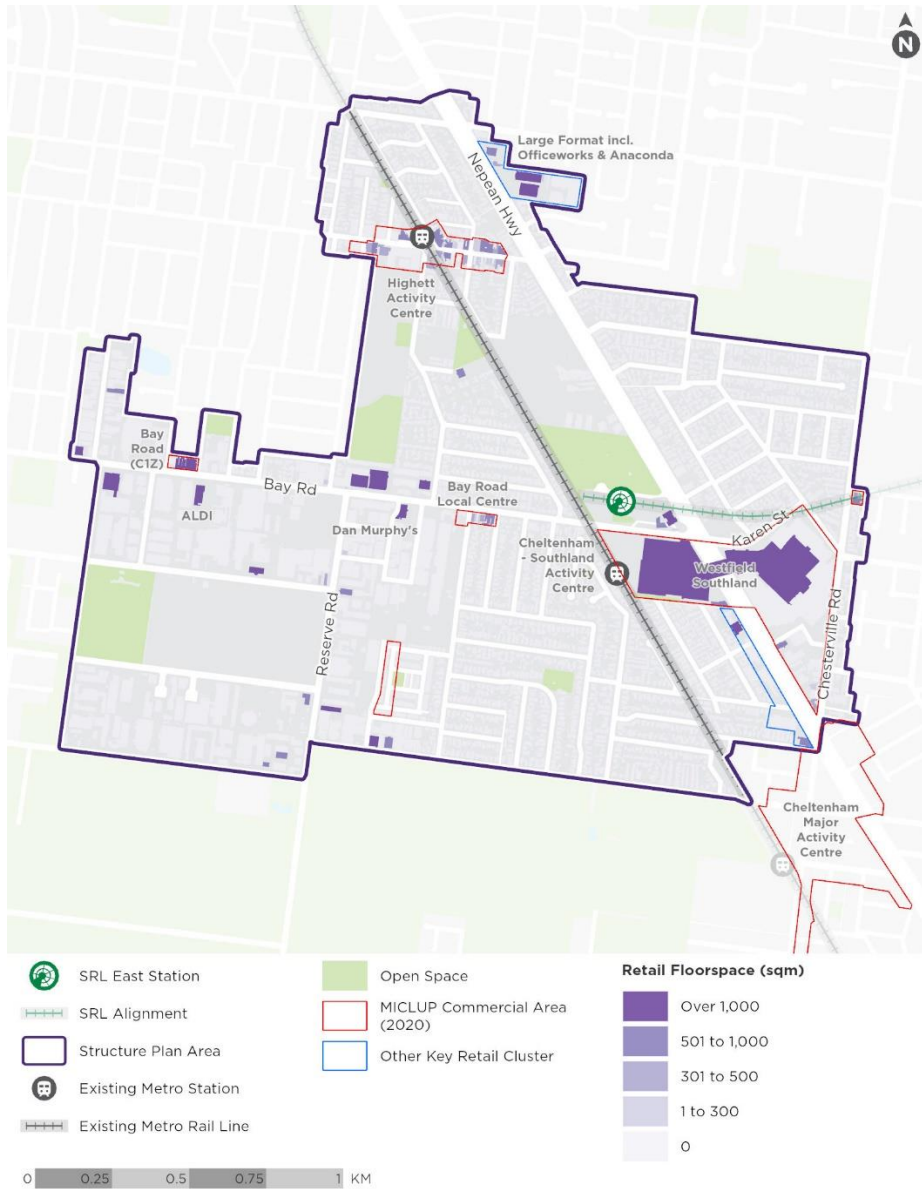 N
Large Format incl.
Officeworks & Anaconda
Nepean Hwy
Highett
Activity
Centre
Bay
Road
(C1Z)
Bay Rd
Bay Road
Local Centre
ALDI
Dan Murphy's
Karen St
Cheltenham
- Southland
Activity
Centre
Westfield
Southland
Reserve Rd
Chesterville Rd
Cheltenham
Major
Activity
Centre
SRL East Station
SRL Alignment
Structure Plan Area
Existing Metro Station
Existing Metro Rail Line
Open Space
MICLUP Commercial Area
(2020)
Other Key Retail Cluster
Retail Floorspace (sqm)
Over 1,000
501 to 1,000
301 to 500
1 to 300
0
0 0.25 0.5 0.75 1 KM